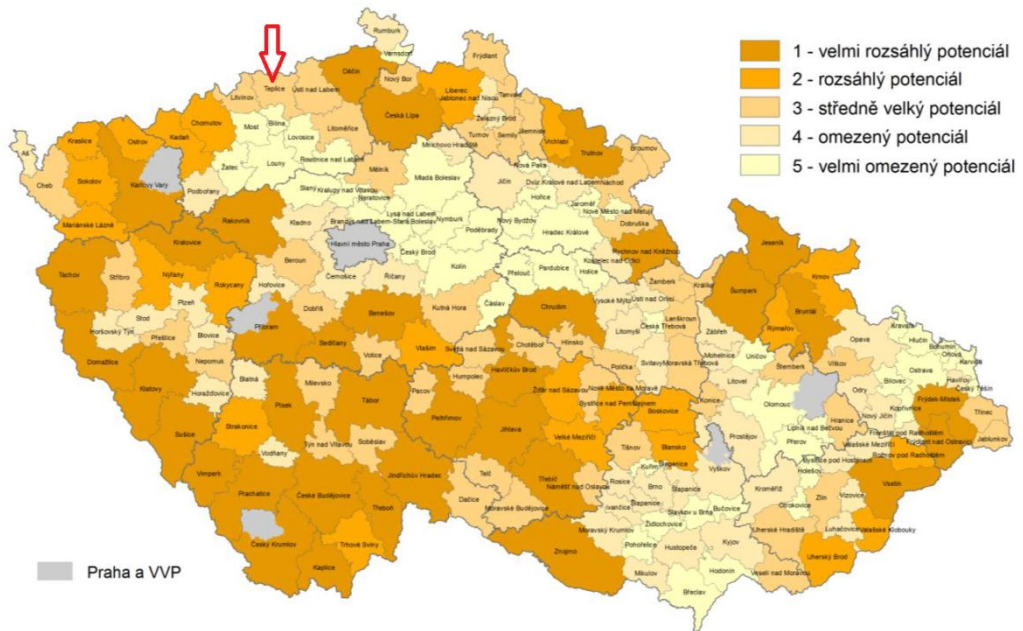 Rumburk
Varnsdorf
Frýdlant
Děčín
Nový Bor
Liberec
Jablonec nad Nisou
Tanvald
Teplice
Ústí nad Labem
Litvínov
Česká Lípa
Železný Brod
Jilemnice
Semily
Turnov
Most
Bílina
Lovosice
Litoměřice
Chomutov
Kadaň
Ostrov
Kraslice
Aš
Cheb
Sokolov
Karlovy Vary
Mariánské Lázně
Podbořany
Žatec
Louny
Roudnice nad Labem
Mělník
Mnichovo Hradiště
Vrchlabí
Trutnov
Broumov
Nová Paka
Dvůr Králové nad Labem
Náchod
Jičín
Hořice
Jaroměř
Nové Město nad Metují
Dobruška
Mladá Boleslav
Slaný
Kralupy nad Vltavou
Neratovice
Brandýs nad Labem-Stará Boleslav
Lysá nad Labem
Nymburk
Poděbrady
Nový Bydžov
Hradec Králové
Rychnov nad Kněžnou
Kostelec nad Orlicí
Rakovník
Kladno
Hlavní město Praha
Český Brod
Kolín
Přelouč
Pardubice
Holice
Kralovice
Beroun
Černošice
Říčany
Hořovice
Dobříš
Kutná Hora
Čáslav
Chrudim
Vysoké Mýto
Ústí nad Orlicí
Žamberk
Králíky
Lanškroun
Česká Třebová
Litomyšl
Svitavy
Moravská Třebová
Polička
Hlinsko
Tachov
Stříbro
Nýřany
Rokycany
Plzeň
Stod
Horšovský Týn
Přeštice
Blovice
Nepomuk
Domažlice
Klatovy
Horažďovice
Sušice
Příbram
Sedlčany
Benešov
Votice
Vlašim
Světlá nad Sázavou
Chotěboř
Havlíčkův Brod
Humpolec
Pacov
Pelhřimov
Jihlava
Žďár nad Sázavou
Nové Město na Moravě
Bystřice nad Pernštejnem
Velké Meziříčí
Blatná
Milevsko
Písek
Tábor
Strakonice
Vodňany
Týn nad Vltavou
Soběslav
Vimperk
Prachatice
České Budějovice
Třeboň
Jindřichův Hradec
Český Krumlov
Trhové Sviny
Kaplice
Telč
Dačice
Moravské Budějovice
Třebíč
Náměšť nad Oslavou
Znojmo
Moravský Krumlov
Boskovice
Blansko
Tišnov
Kuřim
Rosice
Brno
Šlapanice
Šlapanice
Šlapanice
Ivančice
Židlochovice
Slavkov u Brna
Bučovice
Vyškov
Pohořelice
Hustopeče
Kyjov
Mikulov
Břeclav
Hodonín
Veselí nad Moravou
Jeseník
Šumperk
Krnov
Bruntál
Rýmařov
Zábřeh
Mohelnice
Uničov
Šternberk
Litovel
Olomouc
Konice
Prostějov
Přerov
Lipník nad Bečvou
Hranice
Opava
Vítkov
Odry
Nový Jičín
Kravaře
Hlučín
Bohumín
Orlová
Ostrava
Karviná
Havířov
Český Těšín
Bílovec
Kopřivnice
Frýdek-Místek
Třinec
Jablunkov
Frenštát pod Radhoštěm
Frýdlant nad Ostravicí
Rožnov pod Radhoštěm
Valašské Meziříčí
Bystřice pod Hostýnem
Holešov
Vsetín
Kroměříž
Otrokovice
Zlín
Vizovice
Luhačovice
Valašské Klobouky
Uherské Hradiště
Uherský Brod
1 - velmi rozsáhlý potenciál
2 - rozsáhlý potenciál
3 - středně velký potenciál
4 - omezený potenciál
5 - velmi omezený potenciál
Praha a VVP